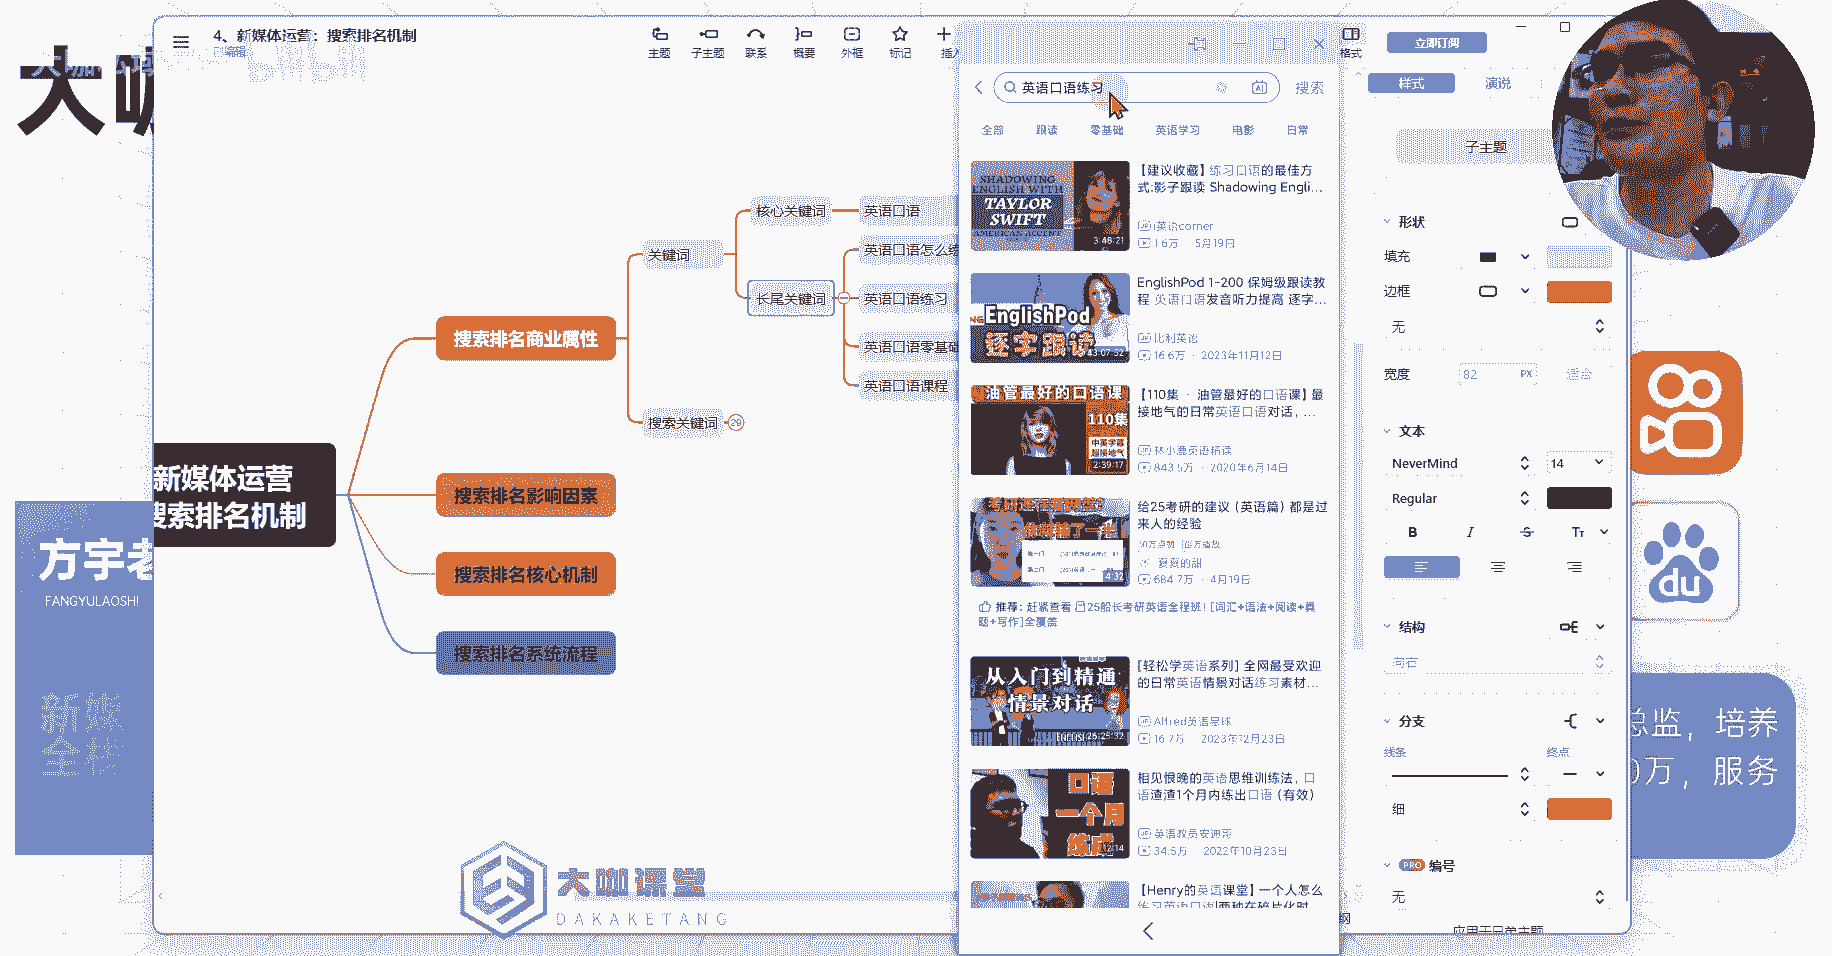 4、新媒体运营：搜索排名机制
已编辑
主题
子主题
联系
概要
外框
标记
插入
格式
立即订阅
样式
演说
子主题
新媒体运营
搜索排名机制
搜索排名商业属性
搜索排名影响因素
搜索排名核心机制
搜索排名系统流程
关键词
核心关键词
英语口语
长尾关键词
英语口语怎么练
英语口语练习
英语口语零基础
英语口语课程
搜索关键词
29
英语口语练习
搜索
全部
跟读
零基础
英语学习
电影
日常
SHADOWING
ENGLISH WITH
TAYLOR
SWIFT
AMERICAN ACCENT
3:48:21
【建议收藏】练习口语的最佳方
式:影子跟读 Shadowing Engli...
i英语corner
1.6万 · 5月19日
EnglishPod
逐字跟读
43:07:52
EnglishPod 1-200 保姆级跟读教
程 英语口语发音听力提高 逐字...
比利英语
16.6万 · 2023年11月12日
油管最好的口语课
110集
中英字幕
超接地气
2:39:17
【110集 · 油管最好的口语课】最
接地气的日常英语口语对话，...
林小鹿英语精读
843.5万 · 2020年6月14日
4:32
给25考研的建议（英语篇）都是过
来人的经验
684.7万 · 4月19日
推荐：赶紧查看 25船长考研英语全程班！[词汇+语法+阅读+真
题+写作]全覆盖
从入门到精通
情景对话
ENGLISH
26:25:32
[轻松学英语系列] 全网最受欢迎
的日常英语情景对话练习素材...
Alfred英语星球
16.7万 · 2023年12月23日
口语
一个月
练成
12:14
相见恨晚的英语思维训练法，口
语渣渣1个月内练出口语（有效）
英语教员安迪哥
34.5万 · 2022年10月23日
【Henry的英语课堂】一个人怎么
练习英语口语|两种在碎片化时
形状
填充
边框
无
宽度
82
PX
适合
文本
NeverMind
14
Regular
B
I
S
Tт
结构
向右
分支
线条
终点
细
PRO 编号
无
应用于同类主题
大咖
方宇老
FANGYULAOSHI
新媒
全栈
总监，培养
0万，服务
du
大咖课堂
DAKAKETANG